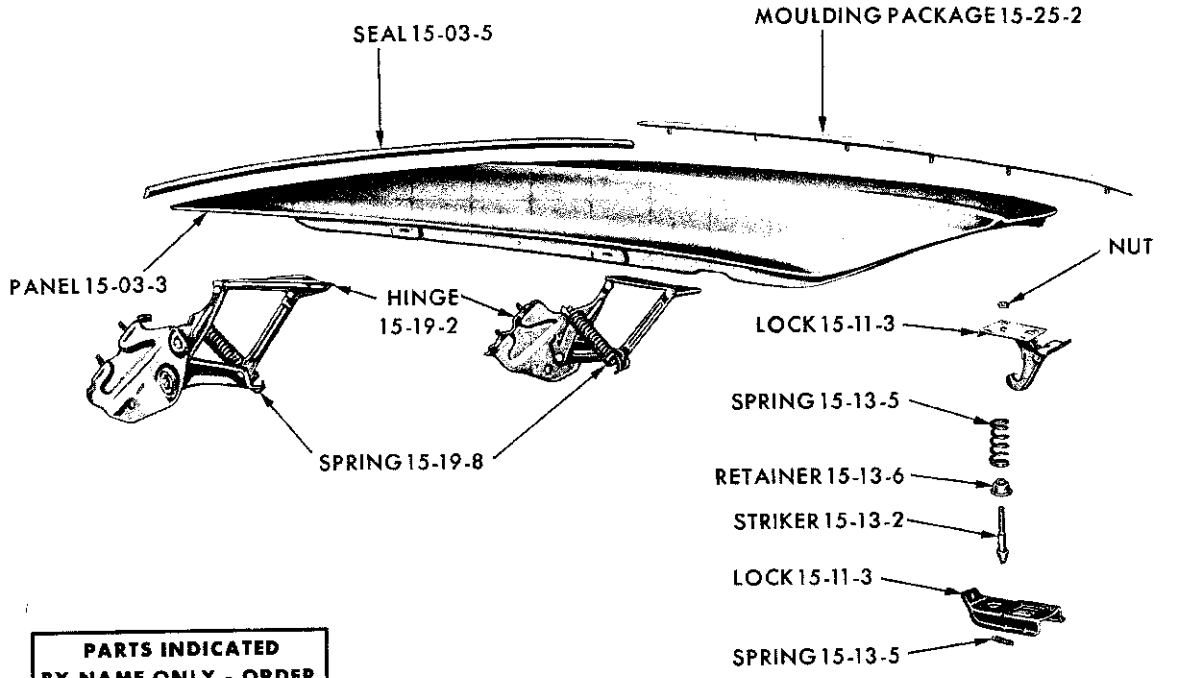 MOULDING PACKAGE 15-25-2
SEAL 15-03-5
NUT
PANEL 15-03-3
HINGE
15-19-2
LOCK 15-11-3
SPRING 15-13-5
SPRING 15-19-8
RETAINER 15-13-6
STRIKER 15-13-2
LOCK 15-11-3
SPRING 15-13-5
PARTS INDICATED
BY NAME ONLY - ORDER